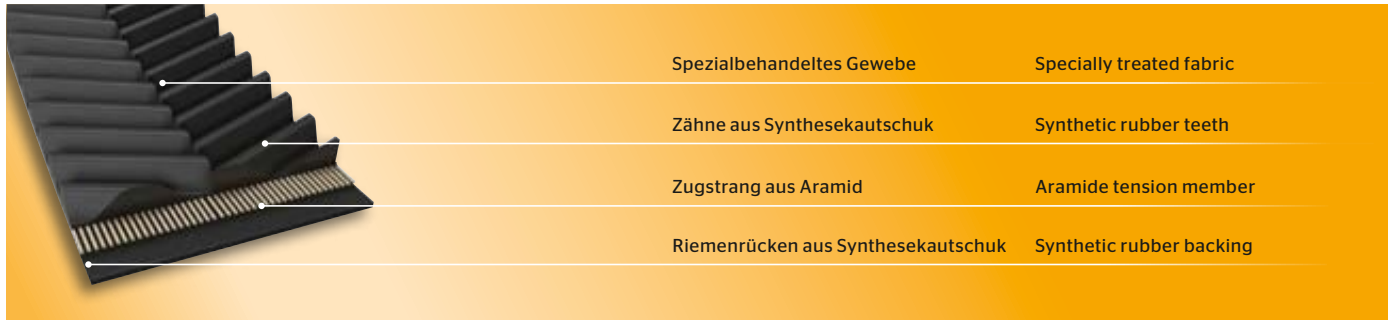 Spezialbehandeltes Gewebe Specially treated fabric
Zähne aus Synthesekautschuk Synthetic rubber teeth
Zugstrang aus Aramid Aramide tension member
Riemenrücken aus Synthesekautschuk Synthetic rubber backing